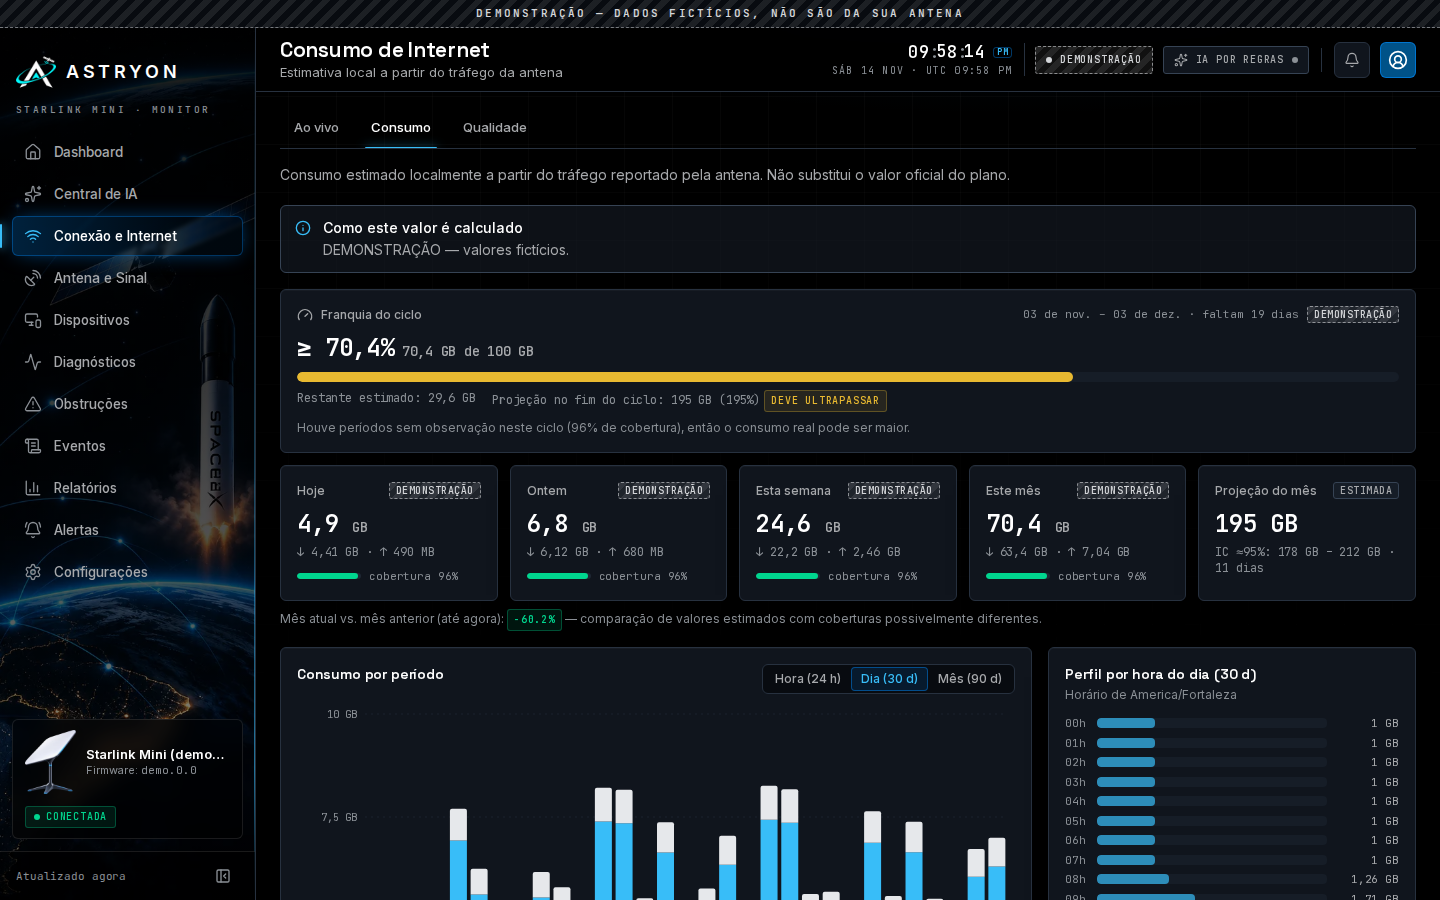 DEMONSTRAÇÃO — DADOS FICTÍCIOS, NÃO SÃO DA SUA ANTENA
ASTRYON
STARLINK MINI · MONITOR
Dashboard
Central de IA
Conexão e Internet
Antena e Sinal
Dispositivos
Diagnósticos
Obstruções
Eventos
Relatórios
Alertas
Configurações
SPACEX
Starlink Mini (demo…
Firmware: demo.0.0
CONECTADA
Atualizado agora
Consumo de Internet
Estimativa local a partir do tráfego da antena
09:58:14 PM
SÁB 14 NOV · UTC 09:58 PM
DEMONSTRAÇÃO
IA POR REGRAS
Ao vivo Consumo Qualidade
Consumo estimado localmente a partir do tráfego reportado pela antena. Não substitui o valor oficial do plano.
Como este valor é calculado
DEMONSTRAÇÃO — valores fictícios.
Franquia do ciclo
03 de nov. – 03 de dez. · faltam 19 dias DEMONSTRAÇÃO
≥ 70,4% 70,4 GB de 100 GB
Restante estimado: 29,6 GB Projeção no fim do ciclo: 195 GB (195%) DEVE ULTRAPASSAR
Houve períodos sem observação neste ciclo (96% de cobertura), então o consumo real pode ser maior.
Hoje DEMONSTRAÇÃO
4,9 GB
↓ 4,41 GB · ↑ 490 MB
cobertura 96%
Ontem DEMONSTRAÇÃO
6,8 GB
↓ 6,12 GB · ↑ 680 MB
cobertura 96%
Esta semana DEMONSTRAÇÃO
24,6 GB
↓ 22,2 GB · ↑ 2,46 GB
cobertura 96%
Este mês DEMONSTRAÇÃO
70,4 GB
↓ 63,4 GB · ↑ 7,04 GB
cobertura 96%
Projeção do mês ESTIMADA
195 GB
IC ≈95%: 178 GB – 212 GB ·
11 dias
Mês atual vs. mês anterior (até agora): -60.2% — comparação de valores estimados com coberturas possivelmente diferentes.
Consumo por período
Hora (24 h) Dia (30 d) Mês (90 d)
10 GB
7,5 GB
Perfil por hora do dia (30 d)
Horário de America/Fortaleza
00h 1 GB
01h 1 GB
02h 1 GB
03h 1 GB
04h 1 GB
05h 1 GB
06h 1 GB
07h 1 GB
08h 1,26 GB
09h 1,71 GB